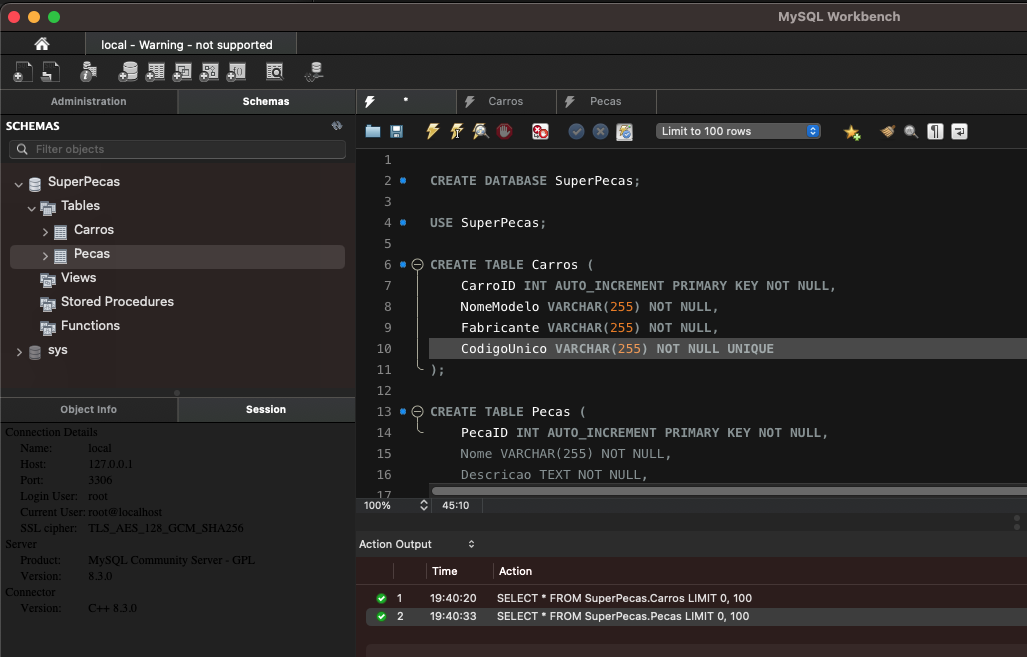 MySQL Workbench
local - Warning - not supported
Administration
Schemas
*
Carros
Pecas
SCHEMAS
Filter objects
Limit to 100 rows
SuperPecas
Tables
Carros
Pecas
Views
Stored Procedures
Functions
sys
1
2 CREATE DATABASE SuperPecas;
3
4 USE SuperPecas;
5
6 CREATE TABLE Carros (
7 CarroID INT AUTO_INCREMENT PRIMARY KEY NOT NULL,
8 NomeModelo VARCHAR(255) NOT NULL,
9 Fabricante VARCHAR(255) NOT NULL,
10 CodigoUnico VARCHAR(255) NOT NULL UNIQUE
11 );
12
13 CREATE TABLE Pecas (
14 PecaID INT AUTO_INCREMENT PRIMARY KEY NOT NULL,
15 Nome VARCHAR(255) NOT NULL,
16 Descricao TEXT NOT NULL,
17
100%
45:10
Object Info
Session
Connection Details
Name: local
Host: 127.0.0.1
Port: 3306
Login User: root
Current User: root@localhost
SSL cipher: TLS_AES_128_GCM_SHA256
Server
Product: MySQL Community Server - GPL
Version: 8.3.0
Connector
Version: C++ 8.3.0
Action Output
Time Action
1 19:40:20 SELECT * FROM SuperPecas.Carros LIMIT 0, 100
2 19:40:33 SELECT * FROM SuperPecas.Pecas LIMIT 0, 100